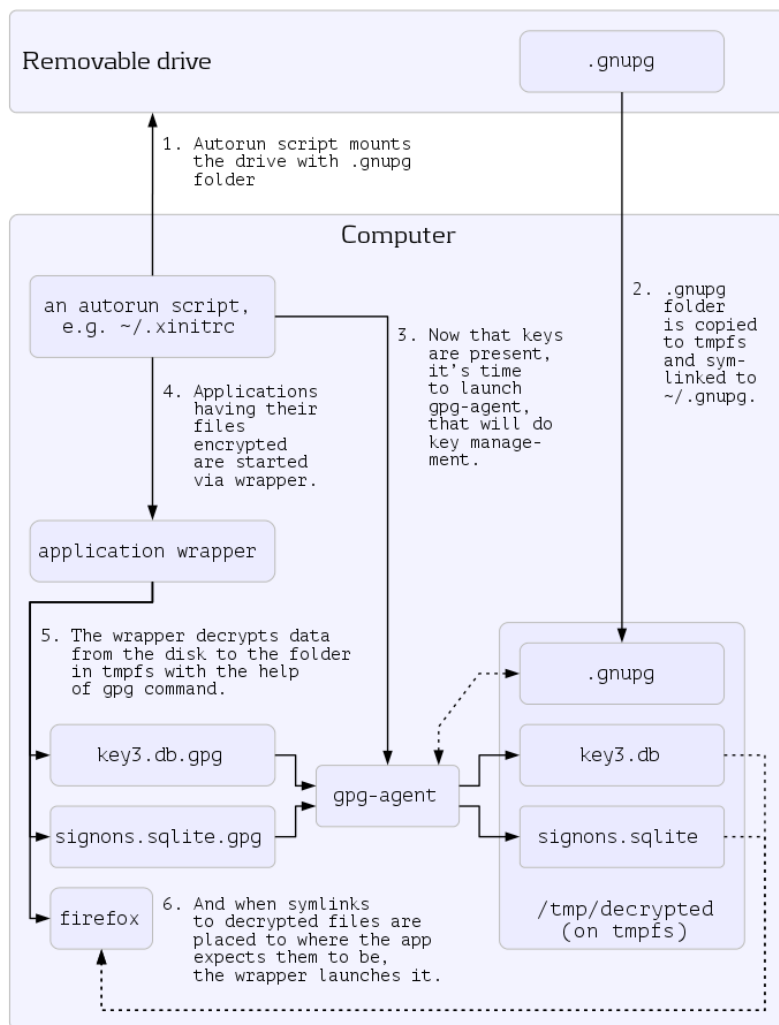 Removable drive
.gnupg
1. Autorun script mounts
the drive with .gnupg
folder
Computer
an autorun script,
e.g. ~/.xinitrc
2. .gnupg
folder
is copied
to tmpfs
and sym-
linked to
~/.gnupg.
3. Now that keys
are present,
it's time
to launch
gpg-agent,
that will do
key manage-
ment.
4. Applications
having their
files
encrypted
are started
via wrapper.
application wrapper
5. The wrapper decrypts data
from the disk to the folder
in tmpfs with the help
of gpg command.
.gnupg
key3.db.gpg
gpg-agent
key3.db
signons.sqlite.gpg
signons.sqlite
firefox
6. And when symlinks
to decrypted files are
placed to where the app
expects them to be,
the wrapper launches it.
/tmp/decrypted
(on tmpfs)